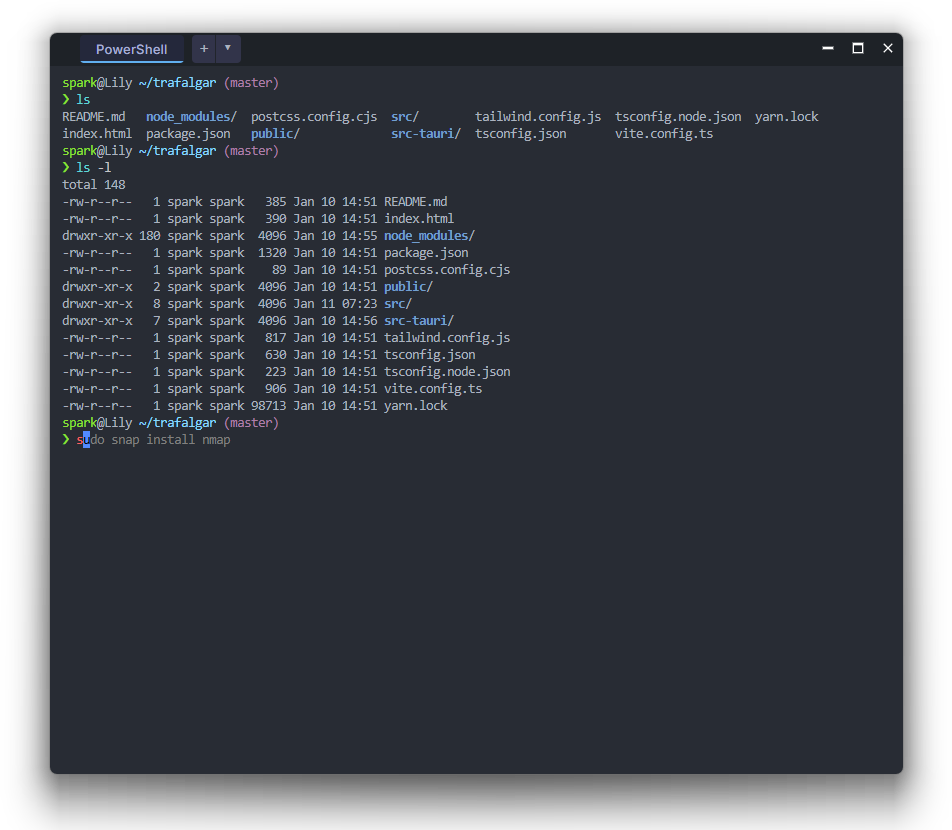 PowerShell + ▾
spark@Lily ~/trafalgar (master)
❯ ls
README.md   node_modules/  postcss.config.cjs  src/        tailwind.config.js  tsconfig.node.json  yarn.lock
index.html  package.json   public/             src-tauri/  tsconfig.json       vite.config.ts
spark@Lily ~/trafalgar (master)
❯ ls -l
total 148
-rw-r--r--   1 spark spark   385 Jan 10 14:51 README.md
-rw-r--r--   1 spark spark   390 Jan 10 14:51 index.html
drwxr-xr-x 180 spark spark  4096 Jan 10 14:55 node_modules/
-rw-r--r--   1 spark spark  1320 Jan 10 14:51 package.json
-rw-r--r--   1 spark spark    89 Jan 10 14:51 postcss.config.cjs
drwxr-xr-x   2 spark spark  4096 Jan 10 14:51 public/
drwxr-xr-x   8 spark spark  4096 Jan 11 07:23 src/
drwxr-xr-x   7 spark spark  4096 Jan 10 14:56 src-tauri/
-rw-r--r--   1 spark spark   817 Jan 10 14:51 tailwind.config.js
-rw-r--r--   1 spark spark   630 Jan 10 14:51 tsconfig.json
-rw-r--r--   1 spark spark   223 Jan 10 14:51 tsconfig.node.json
-rw-r--r--   1 spark spark   906 Jan 10 14:51 vite.config.ts
-rw-r--r--   1 spark spark 98713 Jan 10 14:51 yarn.lock
spark@Lily ~/trafalgar (master)
❯ sudo snap install nmap